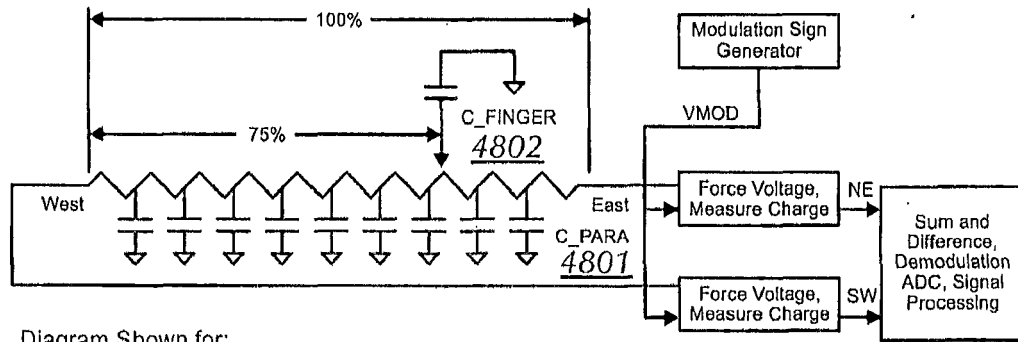 100%
Modulation Sign
Generator
C_FINGER
4802
75%
VMOD
West
East
C_PARA
4801
Force Voltage,
Measure Charge
NE
Force Voltage,
Measure Charge
SW
Sum and
Difference,
Demodulation
ADC, Signal
Processing
Diagram Shown for: